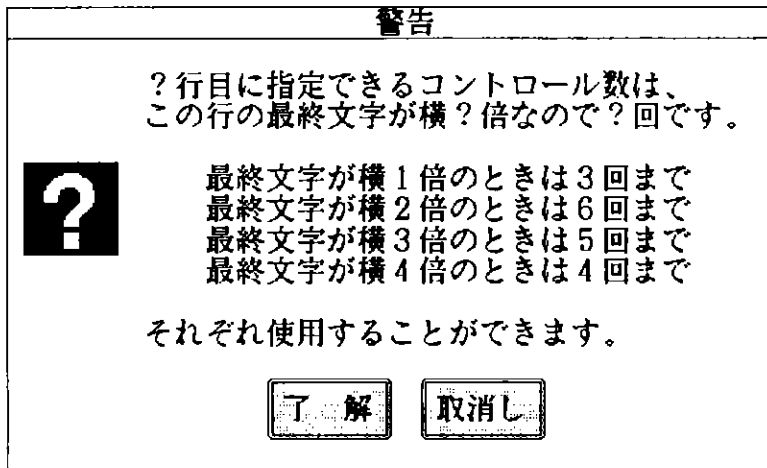 警告
？行目に指定できるコントロール数は、
この行の最終文字が横？倍なので？回です。
？
最終文字が横1倍のときは3回まで
最終文字が横2倍のときは6回まで
最終文字が横3倍のときは5回まで
最終文字が横4倍のときは4回まで
それぞれ使用することができます。
了 解 取消し